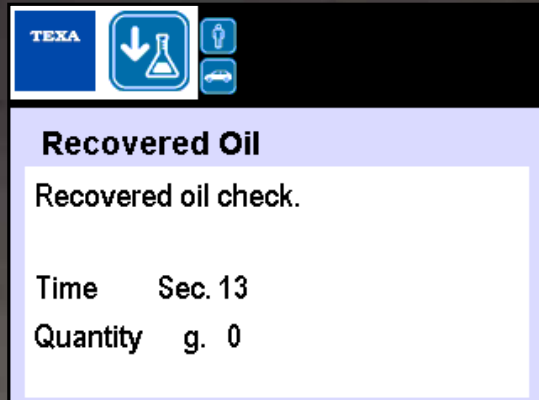 TEXA
Recovered Oil
Recovered oil check.
Time Sec. 13
Quantity g. 0